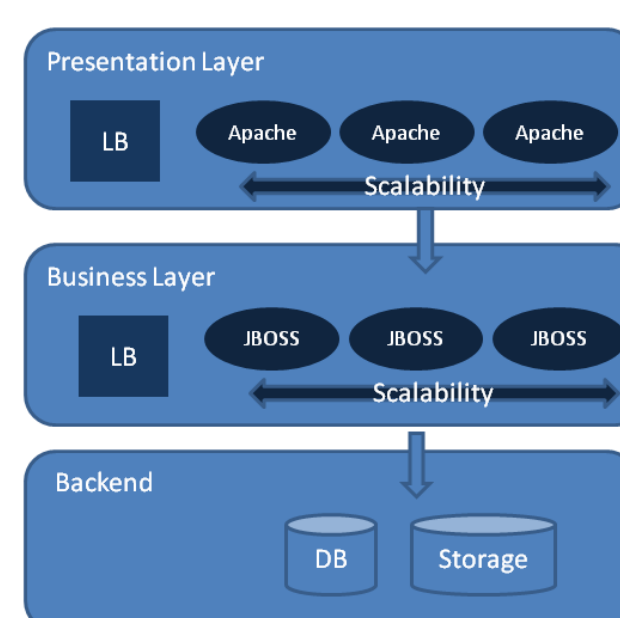 Presentation Layer
LB
Apache Apache Apache
Scalability
Business Layer
LB
JBOSS JBOSS JBOSS
Scalability
Backend
DB Storage